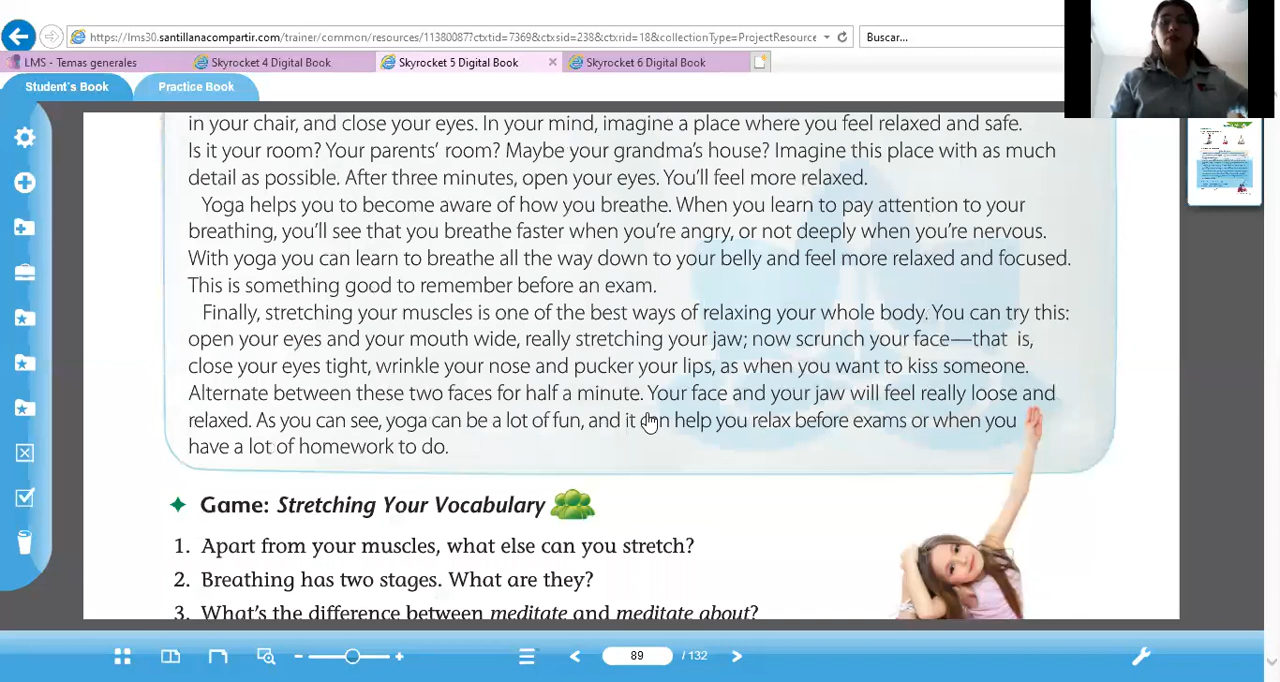 https://lms30.santillanacompartir.com/trainer/common/resources/11380087?ctxtid=7369&ctxsid=238&ctxrid=18&collectionType=ProjectResource
Buscar...
LMS - Temas generales
Skyrocket 4 Digital Book
Skyrocket 5 Digital Book
Skyrocket 6 Digital Book
Student's Book
Practice Book
in your chair, and close your eyes. In your mind, imagine a place where you feel relaxed and safe.
Is it your room? Your parents' room? Maybe your grandma's house? Imagine this place with as much
detail as possible. After three minutes, open your eyes. You'll feel more relaxed.
Yoga helps you to become aware of how you breathe. When you learn to pay attention to your
breathing, you'll see that you breathe faster when you're angry, or not deeply when you're nervous.
With yoga you can learn to breathe all the way down to your belly and feel more relaxed and focused.
This is something good to remember before an exam.
Finally, stretching your muscles is one of the best ways of relaxing your whole body. You can try this:
open your eyes and your mouth wide, really stretching your jaw; now scrunch your face—that is,
close your eyes tight, wrinkle your nose and pucker your lips, as when you want to kiss someone.
Alternate between these two faces for half a minute. Your face and your jaw will feel really loose and
relaxed. As you can see, yoga can be a lot of fun, and it can help you relax before exams or when you
have a lot of homework to do.
Game: Stretching Your Vocabulary
1. Apart from your muscles, what else can you stretch?
2. Breathing has two stages. What are they?
3. What's the difference between meditate and meditate about?
89 / 132